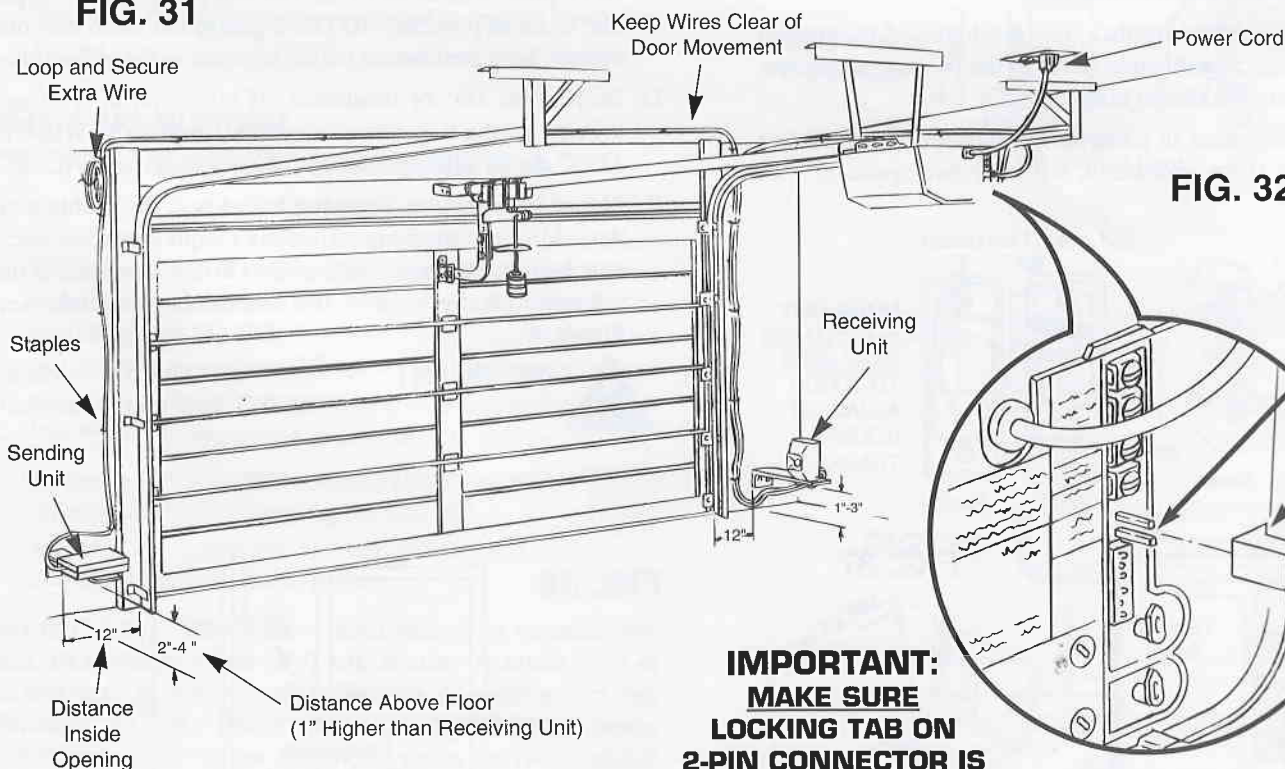 FIG. 31
Loop and Secure
Extra Wire
Keep Wires Clear of
Door Movement
Power Cord
FIG. 32
Staples
Receiving
Unit
Sending
Unit
1"-3"
12"
12"
2"-4"
Distance
Inside
Opening
Distance Above Floor
(1" Higher than Receiving Unit)
IMPORTANT:
MAKE SURE
LOCKING TAB ON
2-PIN CONNECTOR IS